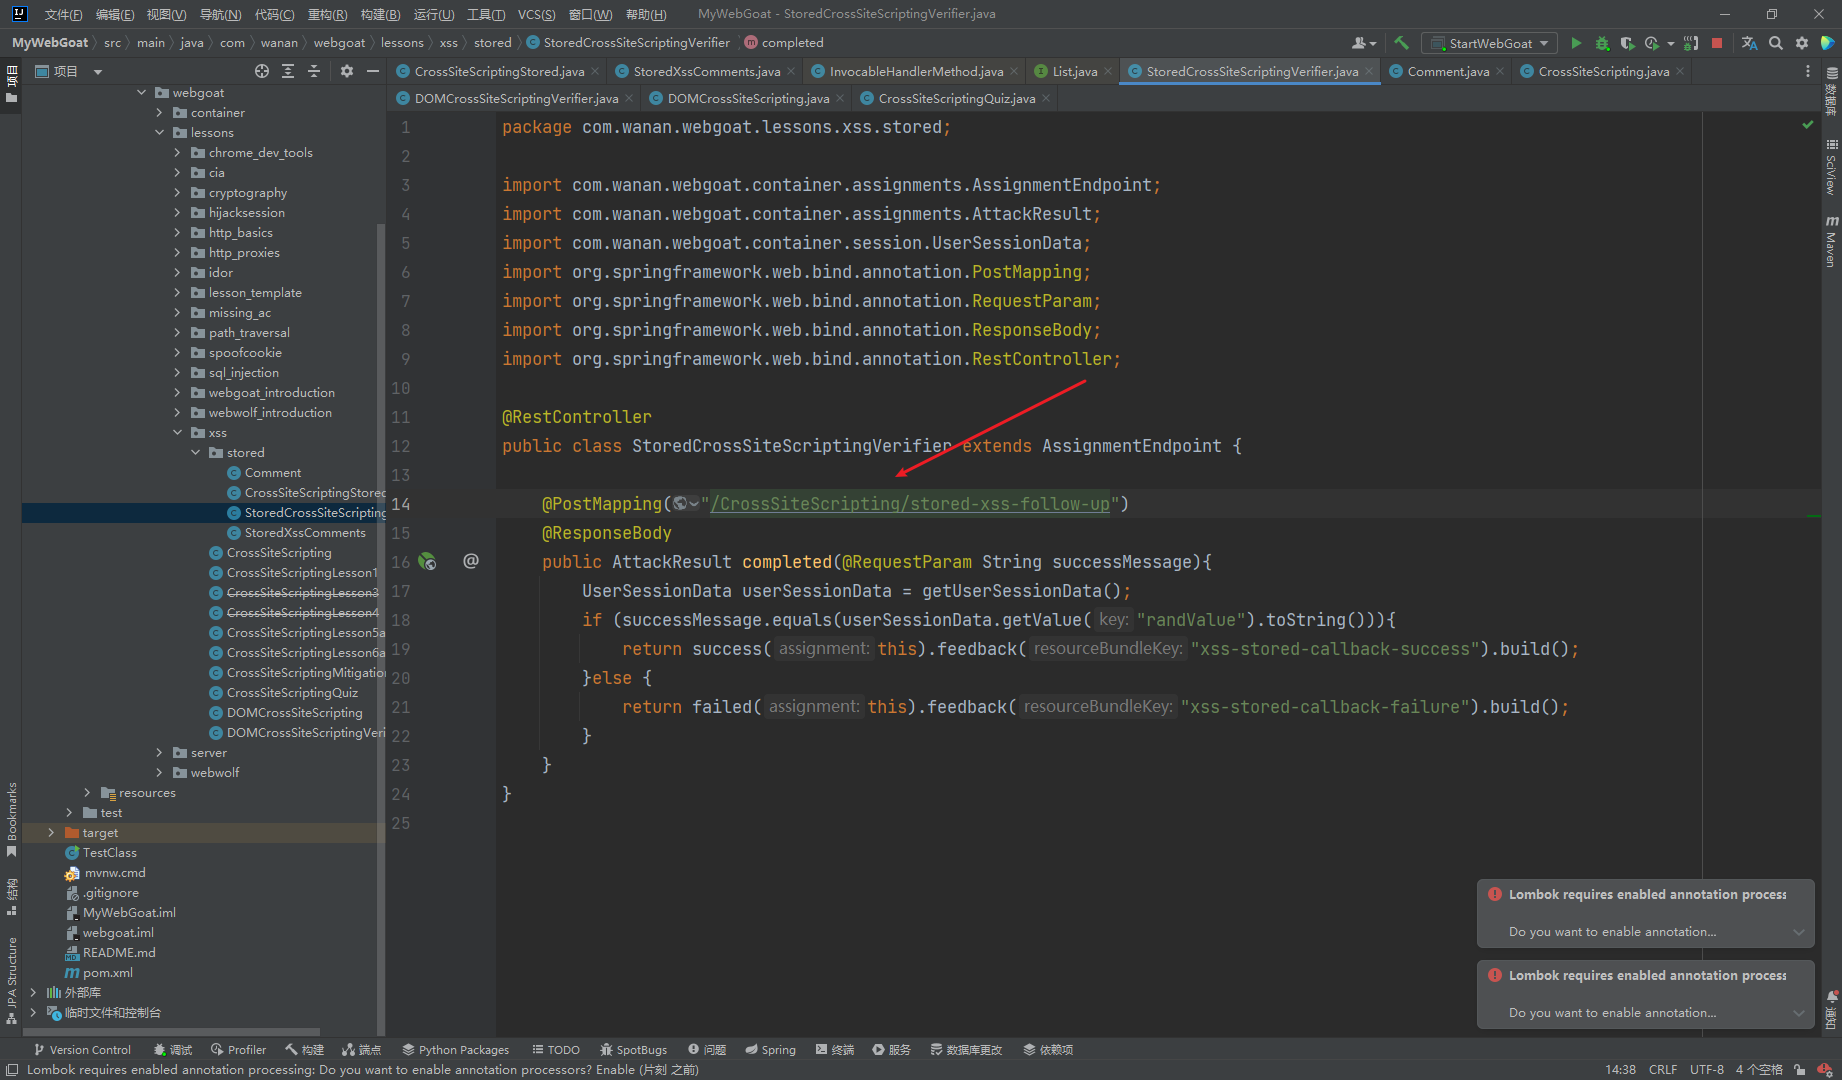 文件(F) 编辑(E) 视图(V) 导航(N) 代码(C) 重构(R) 构建(B) 运行(U) 工具(T) VCS(S) 窗口(W) 帮助(H) MyWebGoat - StoredCrossSiteScriptingVerifier.java
MyWebGoat src main java com wanan webgoat lessons xss stored StoredCrossSiteScriptingVerifier completed StartWebGoat
项目
CrossSiteScriptingStored.java StoredXssComments.java InvocableHandlerMethod.java List.java StoredCrossSiteScriptingVerifier.java Comment.java CrossSiteScripting.java
DOMCrossSiteScriptingVerifier.java DOMCrossSiteScripting.java CrossSiteScriptingQuiz.java
项目
Bookmarks
结构
JPA Structure
webgoat
container
lessons
chrome_dev_tools
cia
cryptography
hijacksession
http_basics
http_proxies
idor
lesson_template
missing_ac
path_traversal
spoofcookie
sql_injection
webgoat_introduction
webwolf_introduction
xss
stored
Comment
CrossSiteScriptingStored
StoredCrossSiteScripting
StoredXssComments
CrossSiteScripting
CrossSiteScriptingLesson1
CrossSiteScriptingLesson3
CrossSiteScriptingLesson4
CrossSiteScriptingLesson5a
CrossSiteScriptingLesson6a
CrossSiteScriptingMitigatio
CrossSiteScriptingQuiz
DOMCrossSiteScripting
DOMCrossSiteScriptingVeri
server
webwolf
resources
test
target
TestClass
mvnw.cmd
.gitignore
MyWebGoat.iml
webgoat.iml
README.md
pom.xml
外部库
临时文件和控制台
1 package com.wanan.webgoat.lessons.xss.stored;
2
3 import com.wanan.webgoat.container.assignments.AssignmentEndpoint;
4 import com.wanan.webgoat.container.assignments.AttackResult;
5 import com.wanan.webgoat.container.session.UserSessionData;
6 import org.springframework.web.bind.annotation.PostMapping;
7 import org.springframework.web.bind.annotation.RequestParam;
8 import org.springframework.web.bind.annotation.ResponseBody;
9 import org.springframework.web.bind.annotation.RestController;
10
11 @RestController
12 public class StoredCrossSiteScriptingVerifier extends AssignmentEndpoint {
13
14 @PostMapping("/CrossSiteScripting/stored-xss-follow-up")
15 @ResponseBody
16 @ public AttackResult completed(@RequestParam String successMessage){
17 UserSessionData userSessionData = getUserSessionData();
18 if (successMessage.equals(userSessionData.getValue( key: "randValue").toString())){
19 return success( assignment: this).feedback( resourceBundleKey: "xss-stored-callback-success").build();
20 }else {
21 return failed( assignment: this).feedback( resourceBundleKey: "xss-stored-callback-failure").build();
22 }
23 }
24 }
25
数据库
SciView
Maven
通知
Lombok requires enabled annotation process
Do you want to enable annotation...
Lombok requires enabled annotation process
Do you want to enable annotation...
Version Control 调试 Profiler 构建 端点 Python Packages TODO SpotBugs 问题 Spring 终端 服务 数据库更改 依赖项
Lombok requires enabled annotation processing: Do you want to enable annotation processors? Enable (片刻 之前) 14:38 CRLF UTF-8 4 个空格